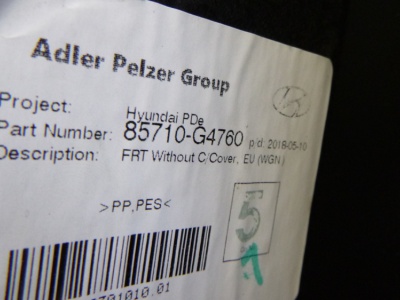 Adler Pelzer Group
Project: Hyundai PDe
Part Number: 85710-G4760 p/d: 2018-05-10
Description: FRT Without C/Cover, EU (WGN)
>PP,PES<
5
1